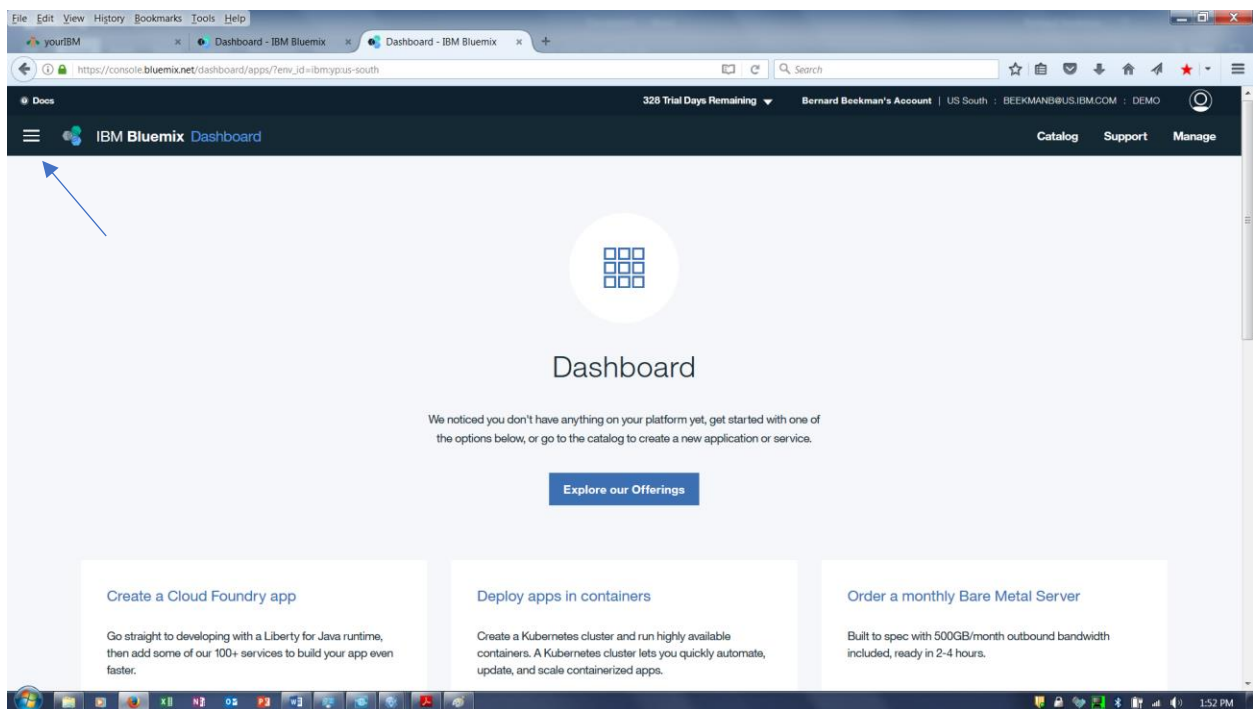 File Edit View History Bookmarks Tools Help
yourIBM Dashboard - IBM Bluemix Dashboard - IBM Bluemix
https://console.bluemix.net/dashboard/apps/?env_id=ibm:yp:us-south Search
Docs 328 Trial Days Remaining Bernard Beekman's Account | US South : BEEKMANB@US.IBM.COM : DEMO
IBM Bluemix Dashboard Catalog Support Manage
Dashboard
We noticed you don't have anything on your platform yet, get started with one of
the options below, or go to the catalog to create a new application or service.
Explore our Offerings
Create a Cloud Foundry app
Go straight to developing with a Liberty for Java runtime,
then add some of our 100+ services to build your app even
faster.
Deploy apps in containers
Create a Kubernetes cluster and run highly available
containers. A Kubernetes cluster lets you quickly automate,
update, and scale containerized apps.
Order a monthly Bare Metal Server
Built to spec with 500GB/month outbound bandwidth
included, ready in 2-4 hours.
1:52 PM